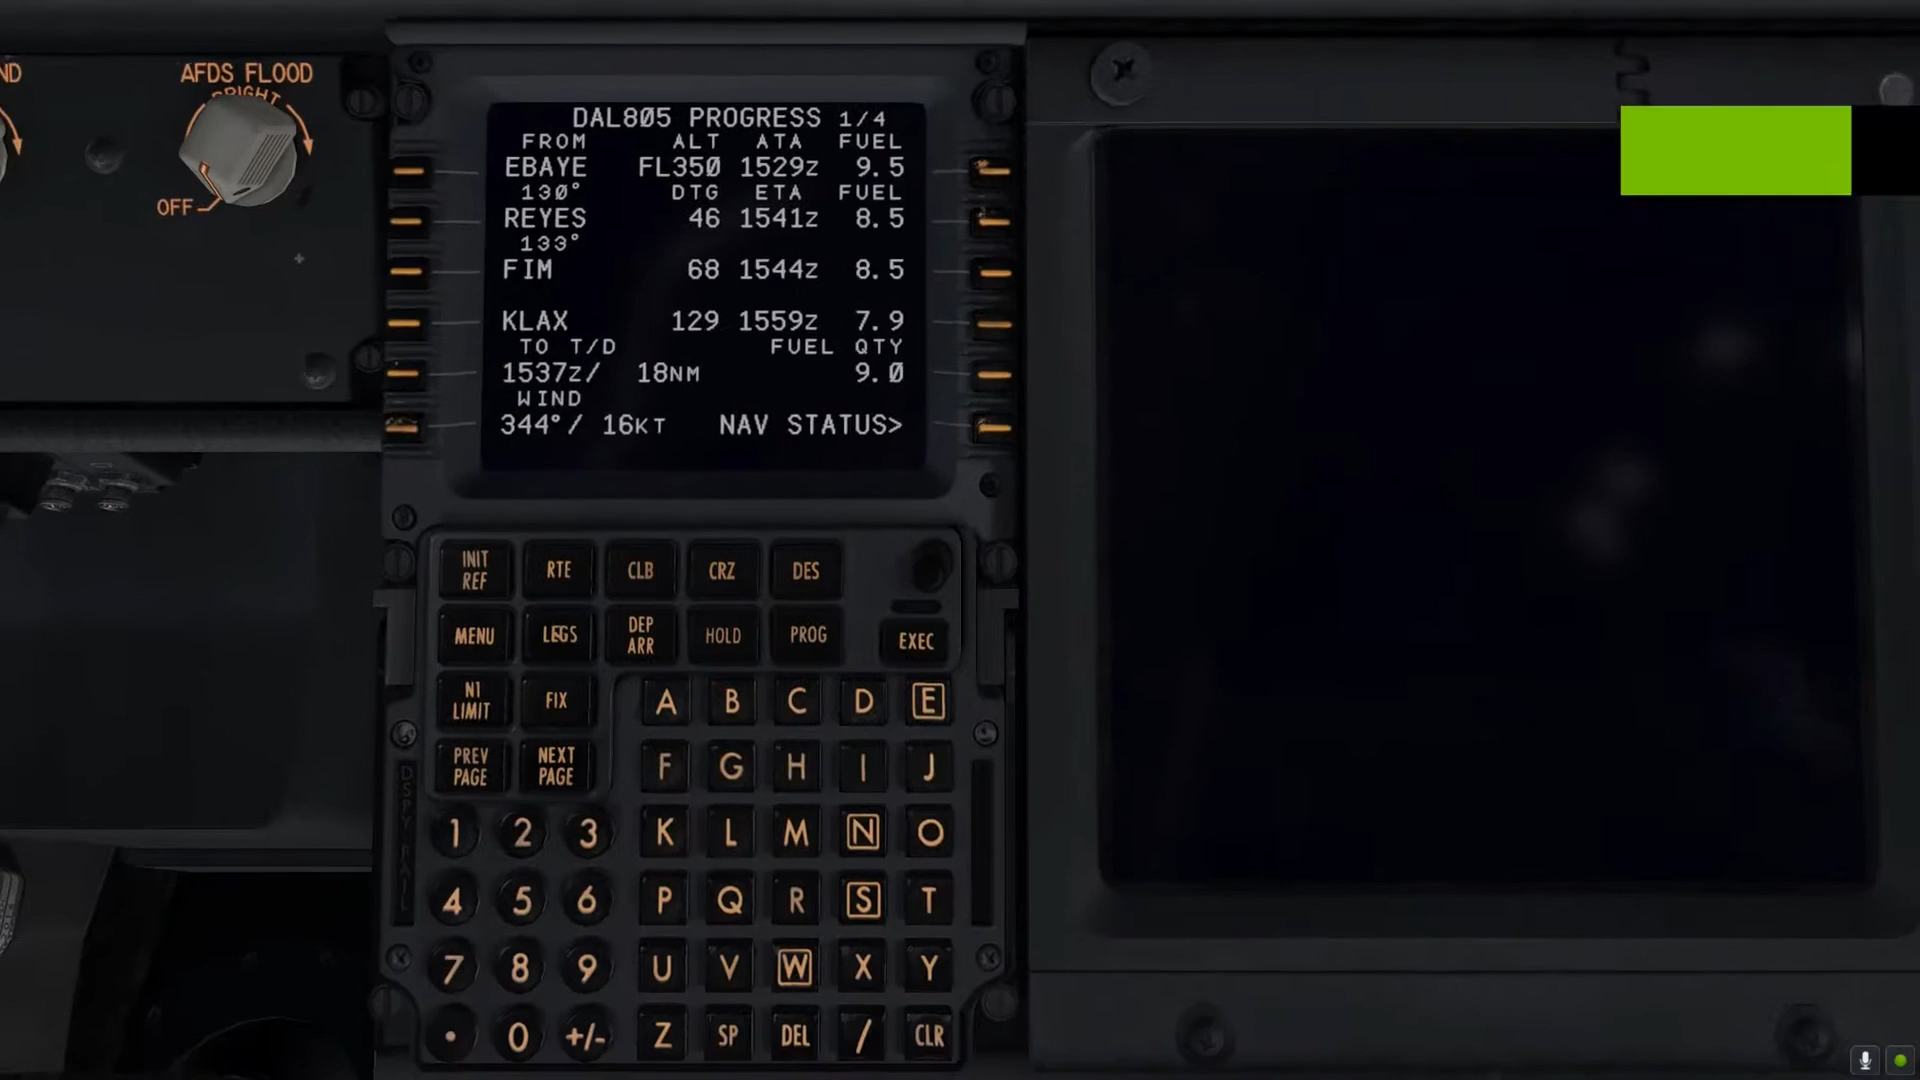 ND
AFDS FLOOD
BRIGHT
OFF
DAL805 PROGRESS 1/4
FROM ALT ATA FUEL
EBAYE FL350 1529z 9.5
130° DTG ETA FUEL
REYES 46 1541z 8.5
133°
FIM 68 1544z 8.5
KLAX 129 1559z 7.9
TO T/D FUEL QTY
1537z/ 18NM 9.0
WIND
344°/ 16KT NAV STATUS>
INIT REF RTE CLB CRZ DES
MENU LEGS DEP ARR HOLD PROG EXEC
N1 LIMIT FIX A B C D E
PREV PAGE NEXT PAGE F G H I J
1 2 3 K L M N O
4 5 6 P Q R S T
7 8 9 U V W X Y
. 0 +/- Z SP DEL / CLR
DSPY
FAIL